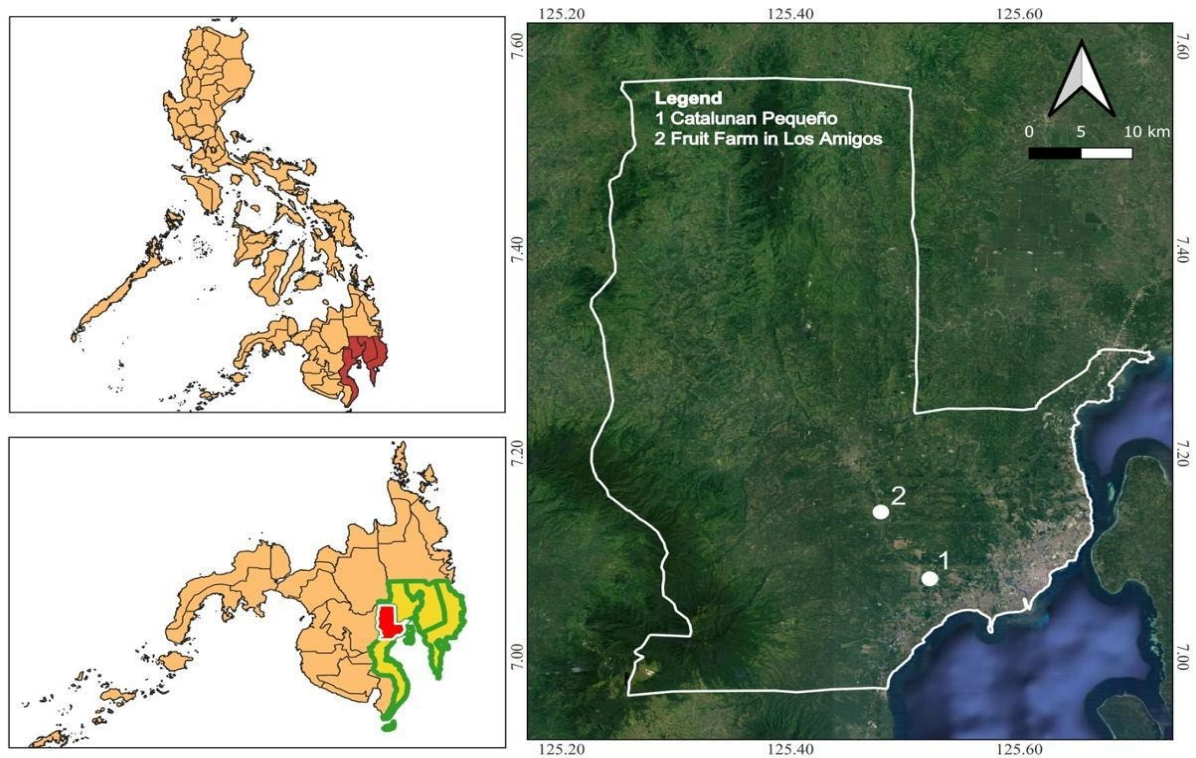 125.20 125.40 125.60
7.60 7.60
Legend
1 Catalunan Pequeño
2 Fruit Farm in Los Amigos
0 5 10 km
7.40 7.40
7.20 7.20
2
1
7.00 7.00
125.20 125.40 125.60